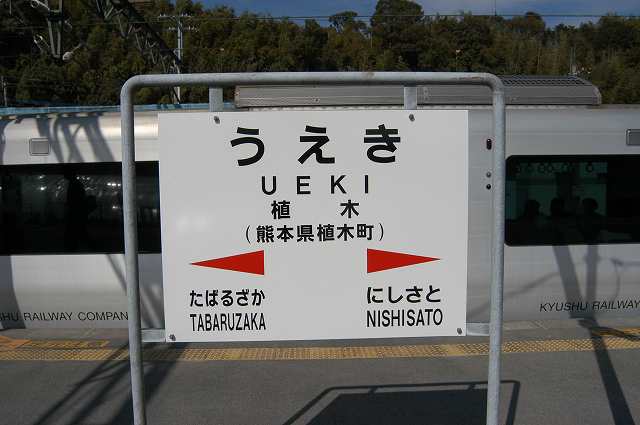 うえき
UEKI
植木
(熊本県植木町)
たばるざか にしさと
TABARUZAKA NISHISATO
SHU RAILWAY COMPANY
KYUSHU RAILWAY